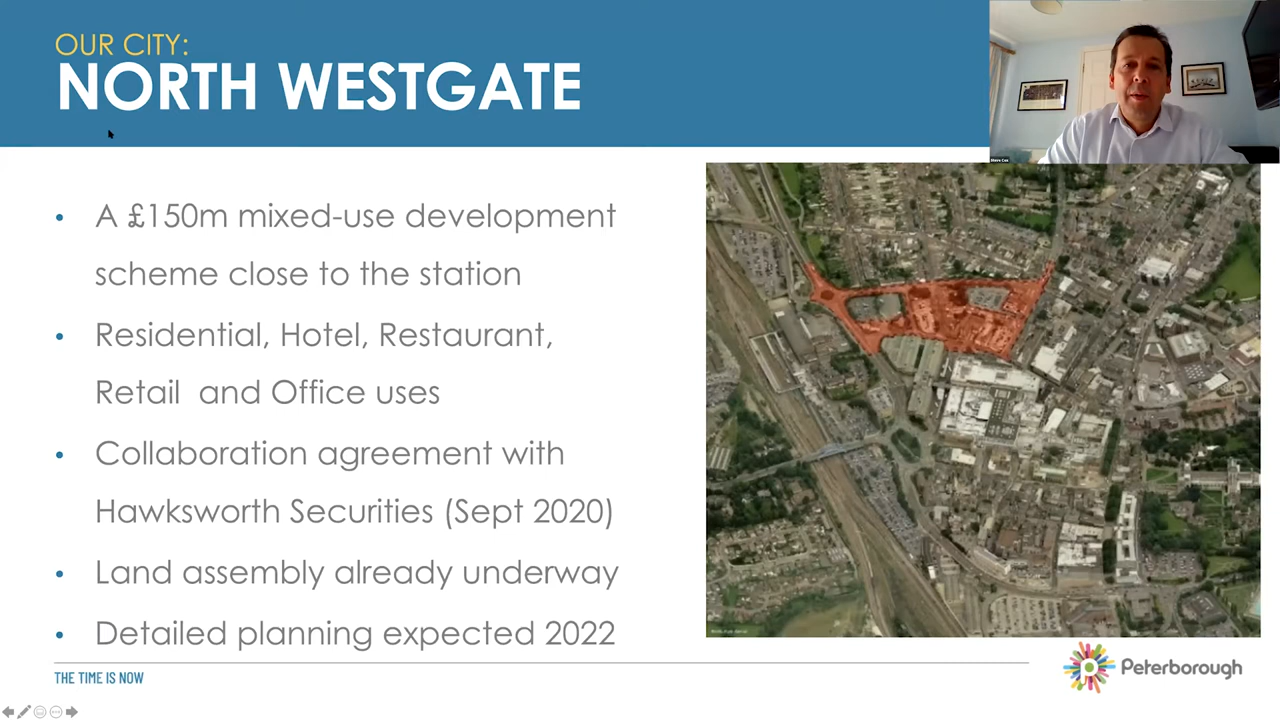 OUR CITY:
NORTH WESTGATE
Steve Cox
• A £150m mixed-use development
scheme close to the station
• Residential, Hotel, Restaurant,
Retail and Office uses
• Collaboration agreement with
Hawksworth Securities (Sept 2020)
• Land assembly already underway
• Detailed planning expected 2022
THE TIME IS NOW
Peterborough